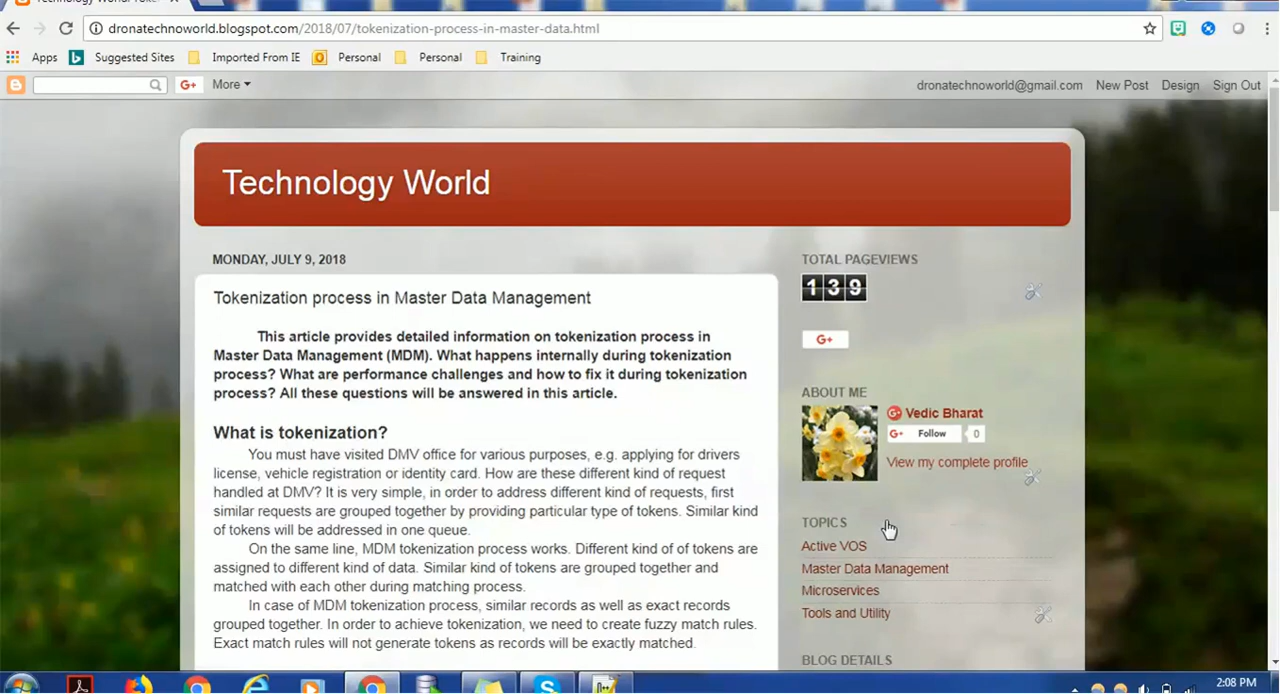 dronatechnoworld.blogspot.com/2018/07/tokenization-process-in-master-data.html
Apps Suggested Sites Imported From IE Personal Personal Training
G+ More dronatechnoworld@gmail.com New Post Design Sign Out
Technology World
MONDAY, JULY 9, 2018
Tokenization process in Master Data Management
This article provides detailed information on tokenization process in
Master Data Management (MDM). What happens internally during tokenization
process? What are performance challenges and how to fix it during tokenization
process? All these questions will be answered in this article.
What is tokenization?
You must have visited DMV office for various purposes, e.g. applying for drivers
license, vehicle registration or identity card. How are these different kind of request
handled at DMV? It is very simple, in order to address different kind of requests, first
similar requests are grouped together by providing particular type of tokens. Similar kind
of tokens will be addressed in one queue.
On the same line, MDM tokenization process works. Different kind of of tokens are
assigned to different kind of data. Similar kind of tokens are grouped together and
matched with each other during matching process.
In case of MDM tokenization process, similar records as well as exact records
grouped together. In order to achieve tokenization, we need to create fuzzy match rules.
Exact match rules will not generate tokens as records will be exactly matched.
TOTAL PAGEVIEWS
139
G+
ABOUT ME
Vedic Bharat
G+ Follow 0
View my complete profile
TOPICS
Active VOS
Master Data Management
Microservices
Tools and Utility
BLOG DETAILS
2:08 PM